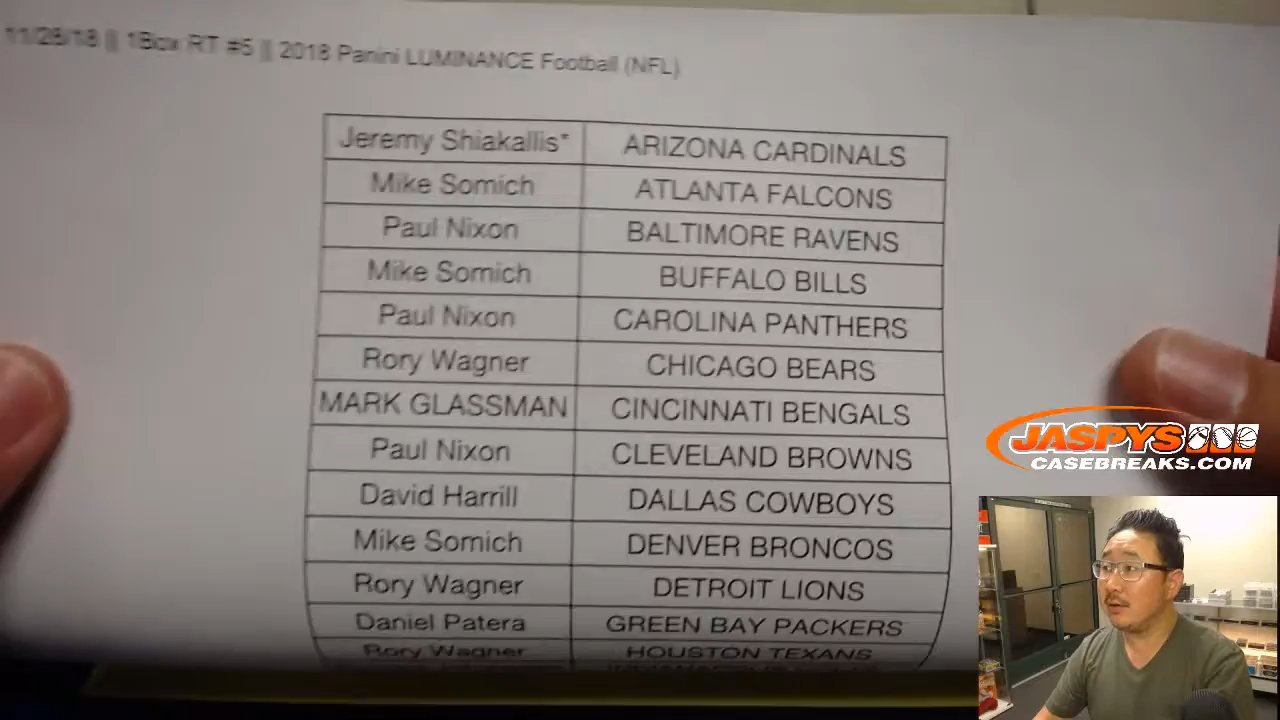 11/28/18 || 1Box RT #5 || 2018 Panini LUMINANCE Football (NFL)
Jeremy Shiakallis* ARIZONA CARDINALS
Mike Somich ATLANTA FALCONS
Paul Nixon BALTIMORE RAVENS
Mike Somich BUFFALO BILLS
Paul Nixon CAROLINA PANTHERS
Rory Wagner CHICAGO BEARS
MARK GLASSMAN CINCINNATI BENGALS
Paul Nixon CLEVELAND BROWNS
David Harrill DALLAS COWBOYS
Mike Somich DENVER BRONCOS
Rory Wagner DETROIT LIONS
Daniel Patera GREEN BAY PACKERS
Rory Wagner HOUSTON TEXANS
JASPYS
CASEBREAKS.COM